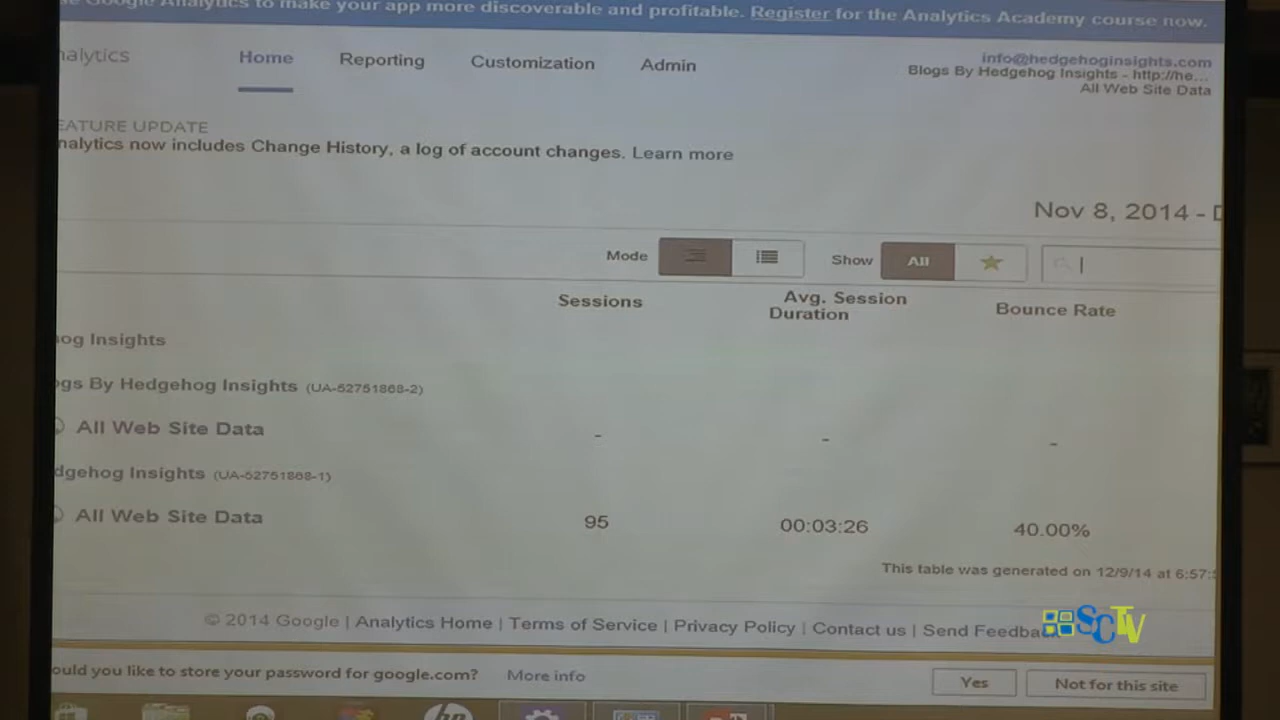 Google Analytics to make your app more discoverable and profitable. Register for the Analytics Academy course now.
nalytics Home Reporting Customization Admin
info@hedgehoginsights.com
Blogs By Hedgehog Insights - http://he...
All Web Site Data
EATURE UPDATE
nalytics now includes Change History, a log of account changes. Learn more
Nov 8, 2014 -
Mode Show All
Sessions Avg. Session Duration Bounce Rate
og Insights
gs By Hedgehog Insights (UA-52751868-2)
All Web Site Data - - -
dgehog Insights (UA-52751868-1)
All Web Site Data 95 00:03:26 40.00%
This table was generated on 12/9/14 at 6:57:
© 2014 Google | Analytics Home | Terms of Service | Privacy Policy | Contact us | Send Feedba
SCTV
ould you like to store your password for google.com? More info Yes Not for this site
hp